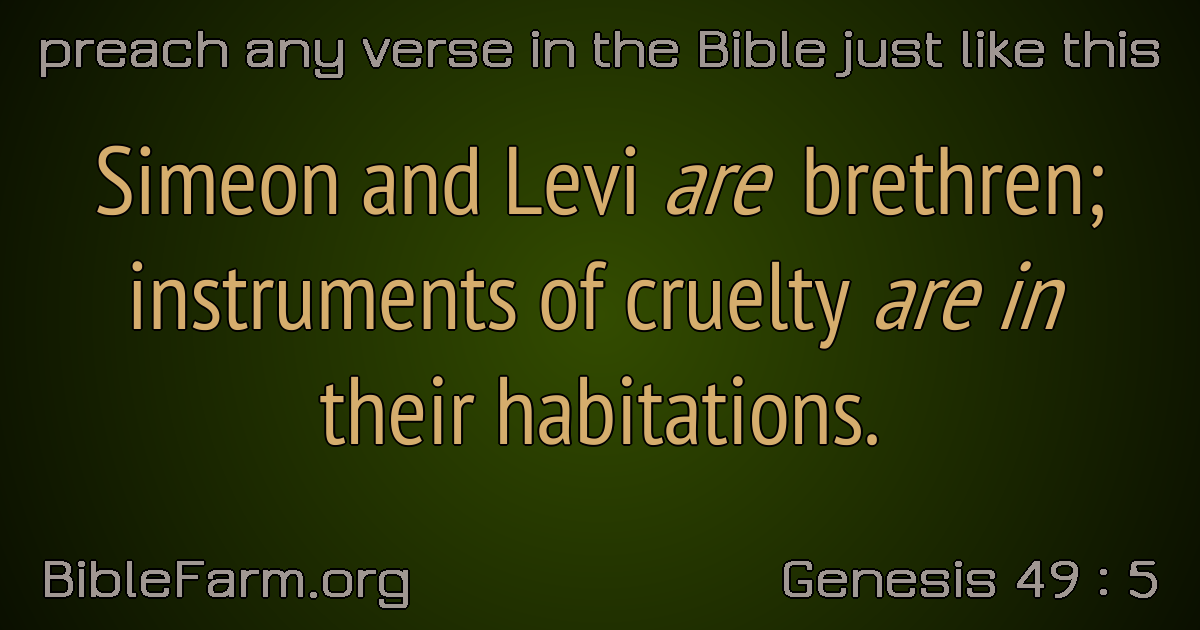 preach any verse in the Bible just like this
Simeon and Levi are brethren;
instruments of cruelty are in
their habitations.
BibleFarm.org
Genesis 49 : 5